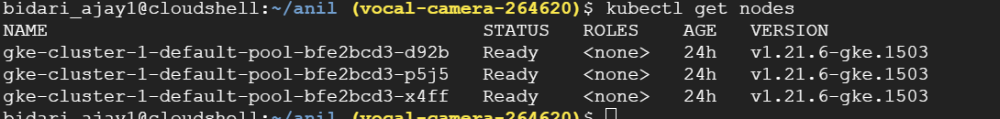 bidari_ajay1@cloudshell:~/anil (vocal-camera-264620)$ kubectl get nodes
NAME STATUS ROLES AGE VERSION
gke-cluster-1-default-pool-bfe2bcd3-d92b Ready <none> 24h v1.21.6-gke.1503
gke-cluster-1-default-pool-bfe2bcd3-p5j5 Ready <none> 24h v1.21.6-gke.1503
gke-cluster-1-default-pool-bfe2bcd3-x4ff Ready <none> 24h v1.21.6-gke.1503
bidari_ajay1@cloudshell:~/anil (vocal-camera-264620)$